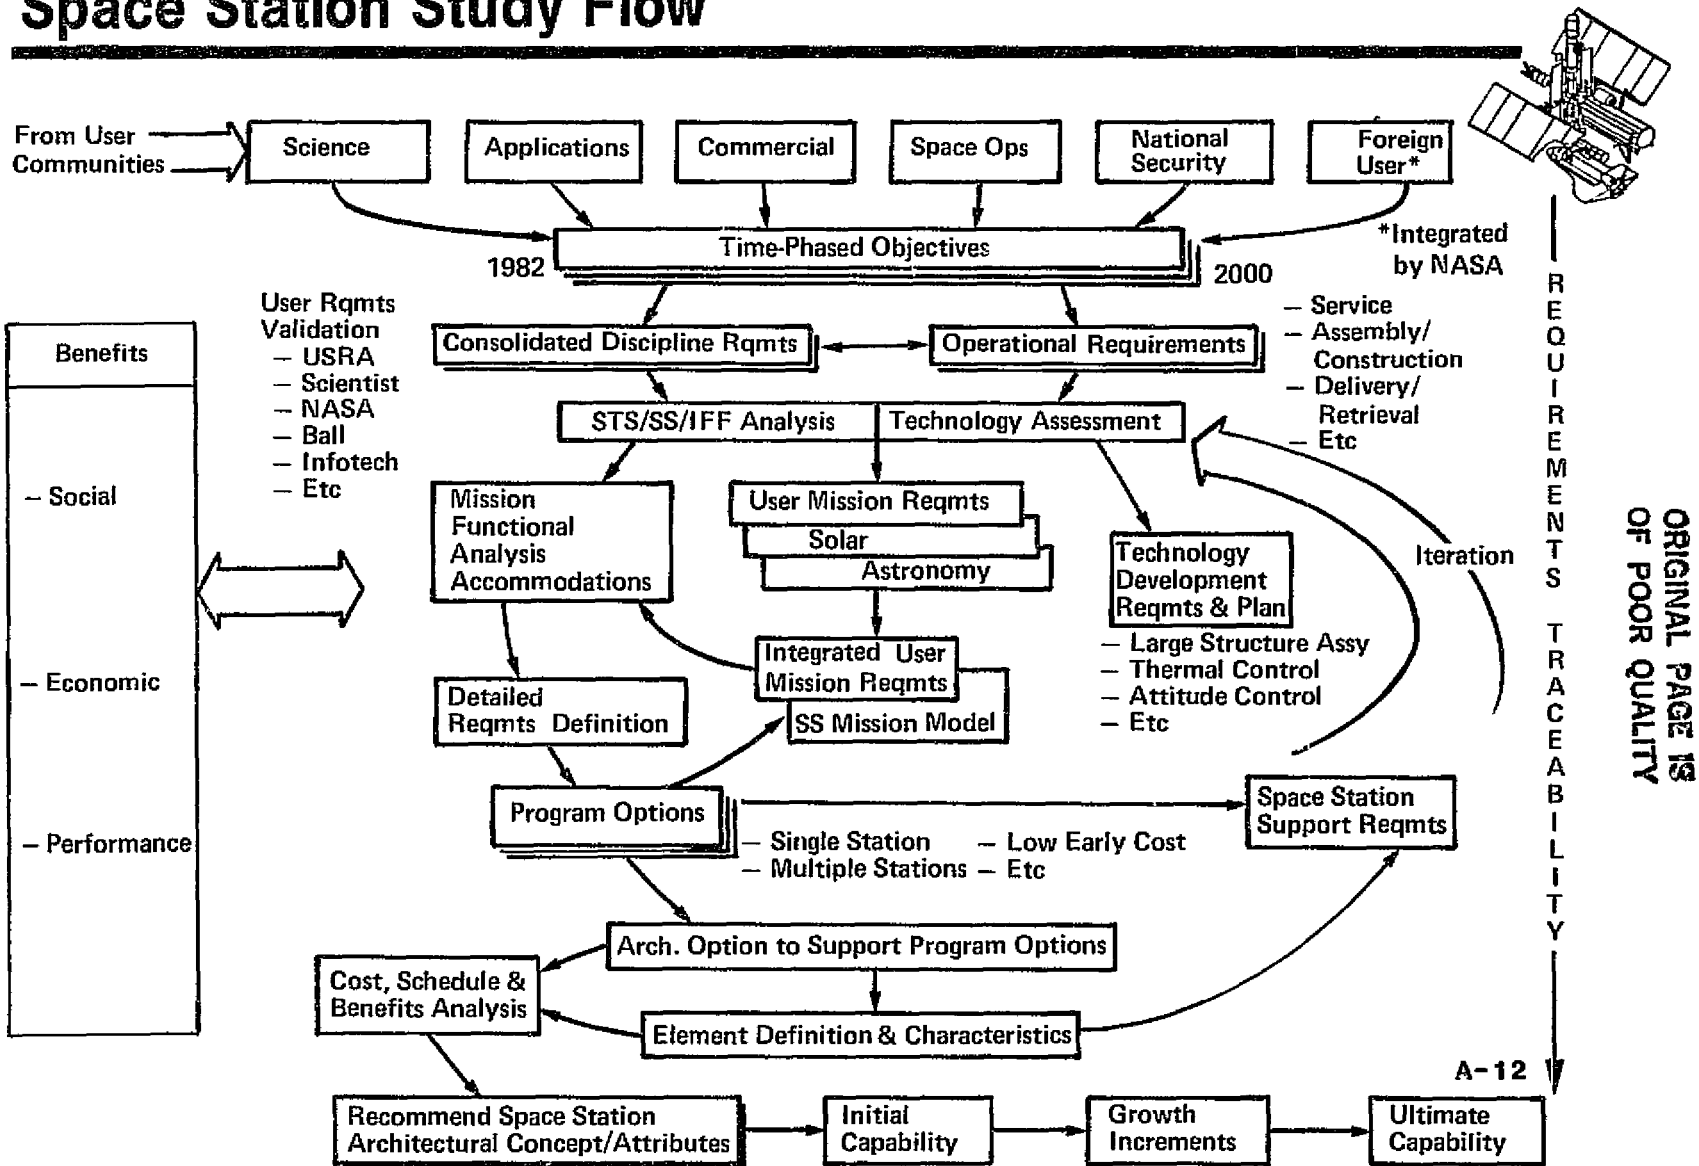 Space Station Study Flow
From User
Communities
Science
Applications
Commercial
Space Ops
National
Security
Foreign
User*
Time-Phased Objectives
1982
2000
*Integrated
by NASA
User Rqmts
Validation
– USRA
– Scientist
– NASA
– Ball
– Infotech
– Etc
Consolidated Discipline Rqmts
Operational Requirements
– Service
– Assembly/
Construction
– Delivery/
Retrieval
– Etc
Benefits
– Social
– Economic
– Performance
STS/SS/IFF Analysis
Technology Assessment
Mission
Functional
Analysis
Accommodations
User Mission Reqmts
Solar
Astronomy
Technology
Development
Reqmts & Plan
– Large Structure Assy
– Thermal Control
– Attitude Control
– Etc
Iteration
Integrated User
Mission Reqmts
SS Mission Model
Detailed
Reqmts Definition
Program Options
– Single Station
– Multiple Stations
– Low Early Cost
– Etc
Space Station
Support Reqmts
Arch. Option to Support Program Options
Cost, Schedule &
Benefits Analysis
Element Definition & Characteristics
Recommend Space Station
Architectural Concept/Attributes
Initial
Capability
Growth
Increments
Ultimate
Capability
A-12
REQUIREMENTS TRACEABILITY
ORIGINAL PAGE IS
OF POOR QUALITY